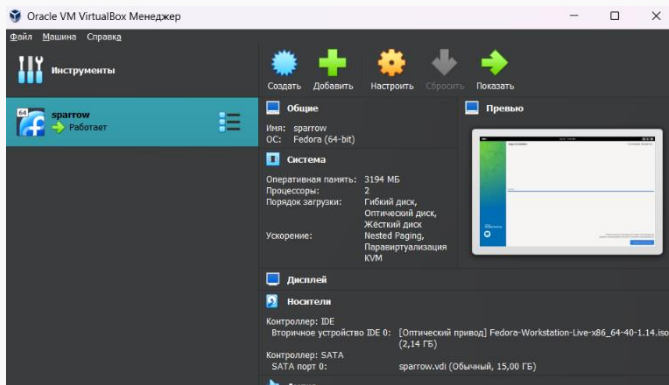 Oracle VM VirtualBox Менеджер
Файл Машина Справка
Инструменты
Создать Добавить Настроить Сбросить Показать
64
sparrow
Работает
Общие
Имя: sparrow
ОС: Fedora (64-bit)
Превью
Система
Оперативная память: 3194 МБ
Процессоры: 2
Порядок загрузки: Гибкий диск,
Оптический диск,
Жёсткий диск
Ускорение: Nested Paging,
Паравиртуализация
KVM
Дисплей
Носители
Контроллер: IDE
Вторичное устройство IDE 0: [Оптический привод] Fedora-Workstation-Live-x86_64-40-1.14.iso
(2,14 ГБ)
Контроллер: SATA
SATA порт 0: sparrow.vdi (Обычный, 15,00 ГБ)